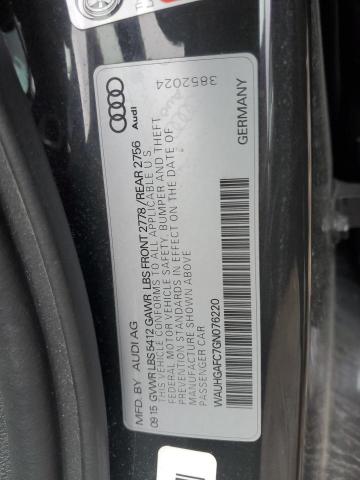 MFD. BY AUDI AG
09.15 GVWR LBS 5412 GAWR LBS FRONT 2778/REAR 2756
THIS VEHICLE CONFORMS TO ALL APPLICABLE U S
FEDERAL MOTOR VEHICLE SAFETY, BUMPER AND THEFT
PREVENTION STANDARDS IN EFFECT ON THE DATE OF
MANUFACTURE SHOWN ABOVE.
PASSENGER CAR
WAUHGAFC7GN076220
Audi
3852024
GERMANY